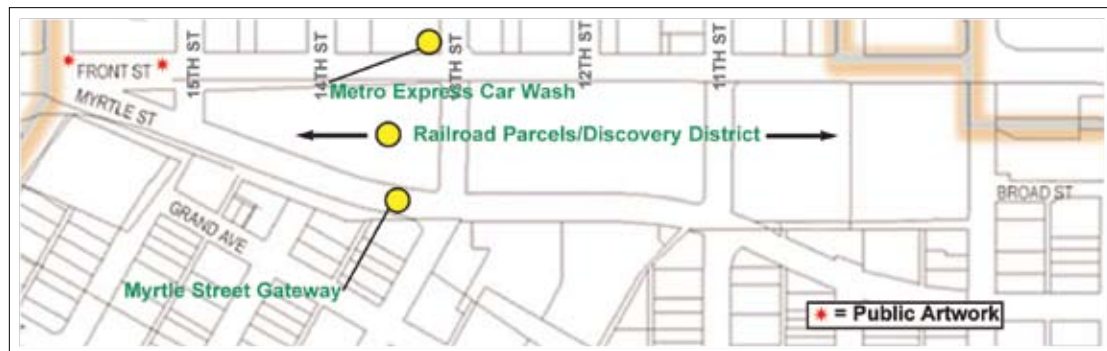 15TH ST
14TH ST
13TH ST
12TH ST
11TH ST
FRONT ST
Metro Express Car Wash
MYRTLE ST
Railroad Parcels/Discovery District
BROAD ST
GRAND AVE
Myrtle Street Gateway
= Public Artwork